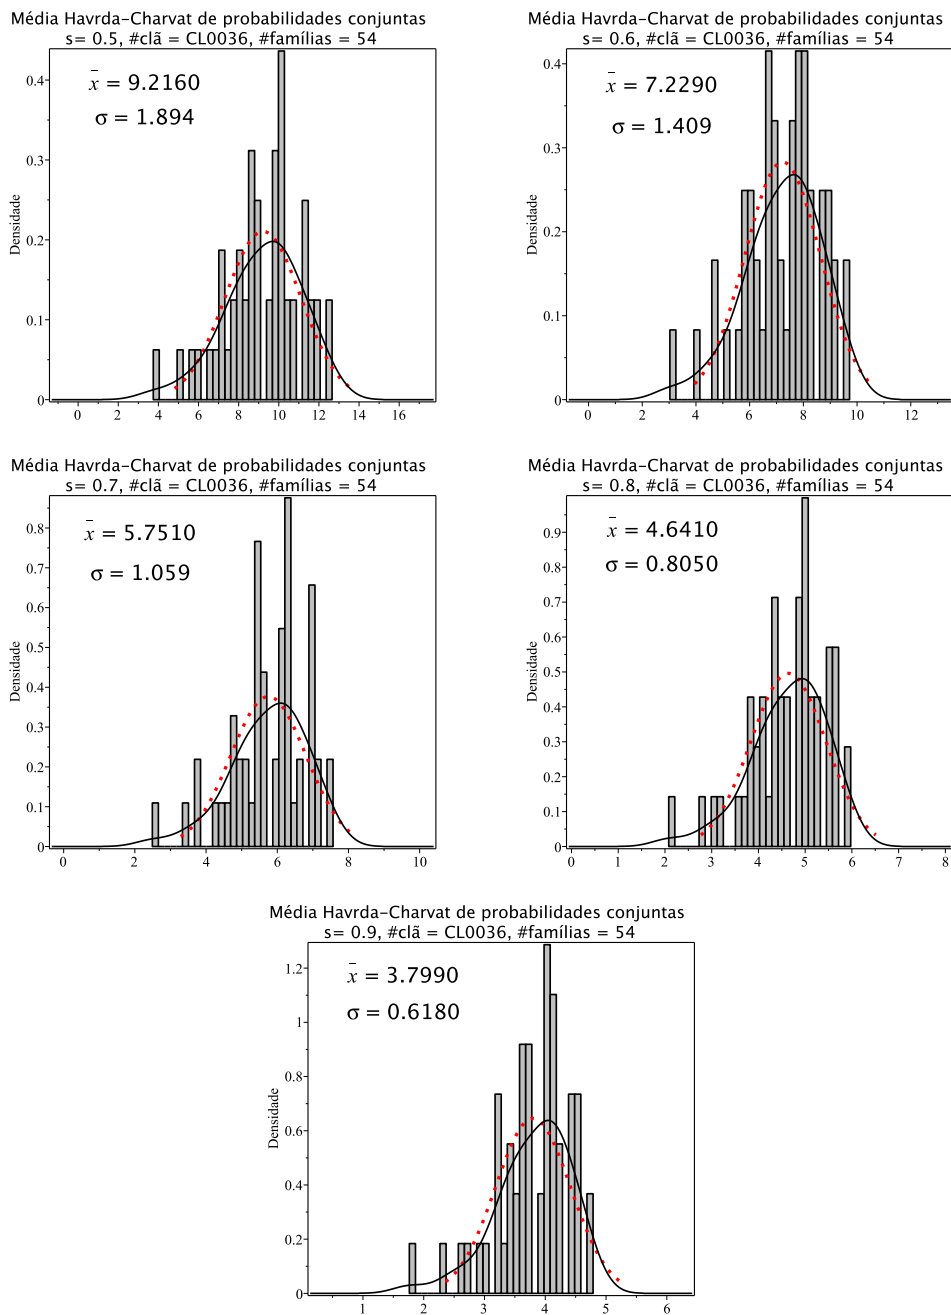 Média Havrda-Charvat de probabilidades conjuntas
s= 0.5, #clã = CL0036, #famílias = 54
x̄ = 9.2160
σ = 1.894
Densidade
0.4
0.3
0.2
0.1
0
0 2 4 6 8 10 12 14 16
Média Havrda-Charvat de probabilidades conjuntas
s= 0.6, #clã = CL0036, #famílias = 54
x̄ = 7.2290
σ = 1.409
Densidade
0.4
0.3
0.2
0.1
0
0 2 4 6 8 10 12
Média Havrda-Charvat de probabilidades conjuntas
s= 0.7, #clã = CL0036, #famílias = 54
x̄ = 5.7510
σ = 1.059
Densidade
0.8
0.7
0.6
0.5
0.4
0.3
0.2
0.1
0
0 2 4 6 8 10
Média Havrda-Charvat de probabilidades conjuntas
s= 0.8, #clã = CL0036, #famílias = 54
x̄ = 4.6410
σ = 0.8050
Densidade
0.9
0.8
0.7
0.6
0.5
0.4
0.3
0.2
0.1
0
0 1 2 3 4 5 6 7 8
Média Havrda-Charvat de probabilidades conjuntas
s= 0.9, #clã = CL0036, #famílias = 54
x̄ = 3.7990
σ = 0.6180
Densidade
1.2
1
0.8
0.6
0.4
0.2
0
1 2 3 4 5 6